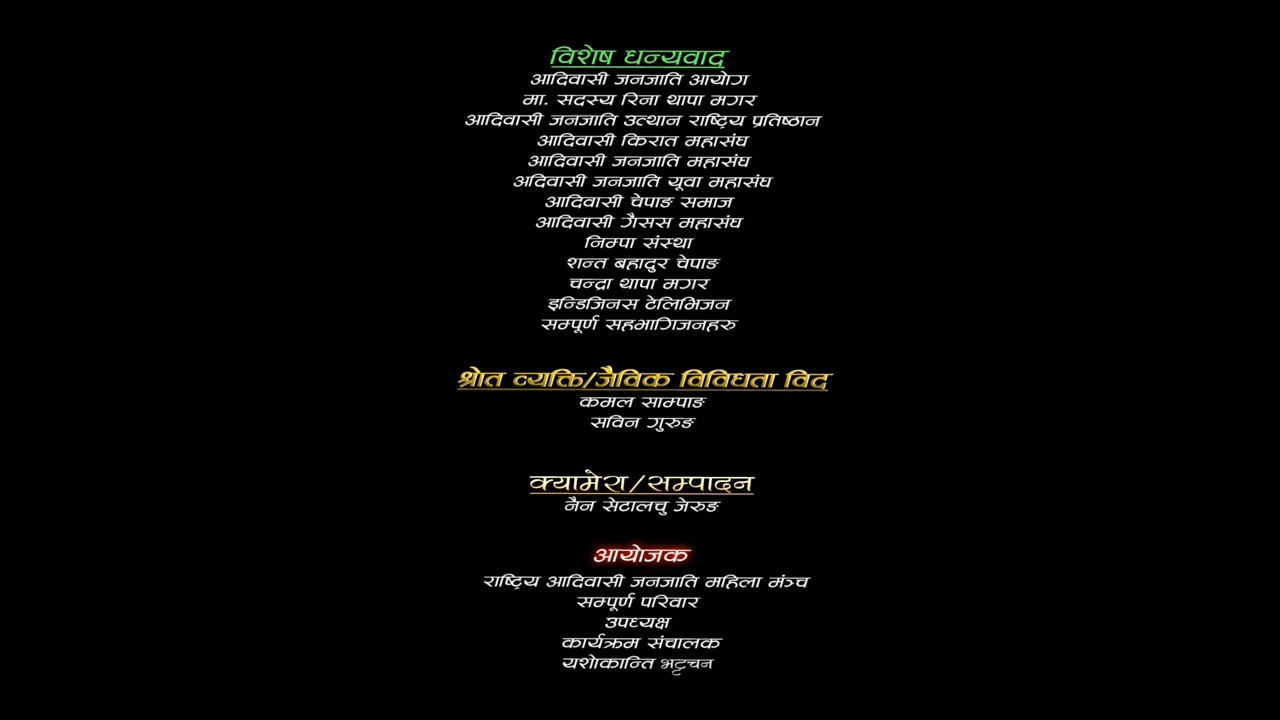 विशेष धन्यवाद
आदिवासी जनजाति आयोग
मा. सदस्य रिना थापा मगर
आदिवासी जनजाति उत्थान राष्ट्रिय प्रतिष्ठान
आदिवासी किरात महासंघ
आदिवासी जनजाति महासंघ
अदिवासी जनजाति यूवा महासंघ
आदिवासी चेपाङ समाज
आदिवासी गैसस महासंघ
निम्पा संस्था
शन्त बहादुर चेपाङ
चन्द्रा थापा मगर
इन्डिजिनस टेलिभिजन
सम्पूर्ण सहभागिजनहरु
श्रोत व्यक्ति/जैविक विविधता विद
कमल साम्पाङ
सविन गुरुङ
क्यामेरा/सम्पादन
नैन सेटालचु जेरुङ
आयोजक
राष्ट्रिय आदिवासी जनजाति महिला मंञ्च
सम्पूर्ण परिवार
उपध्यक्ष
कार्यक्रम संचालक
यशोकान्ति भट्टचन